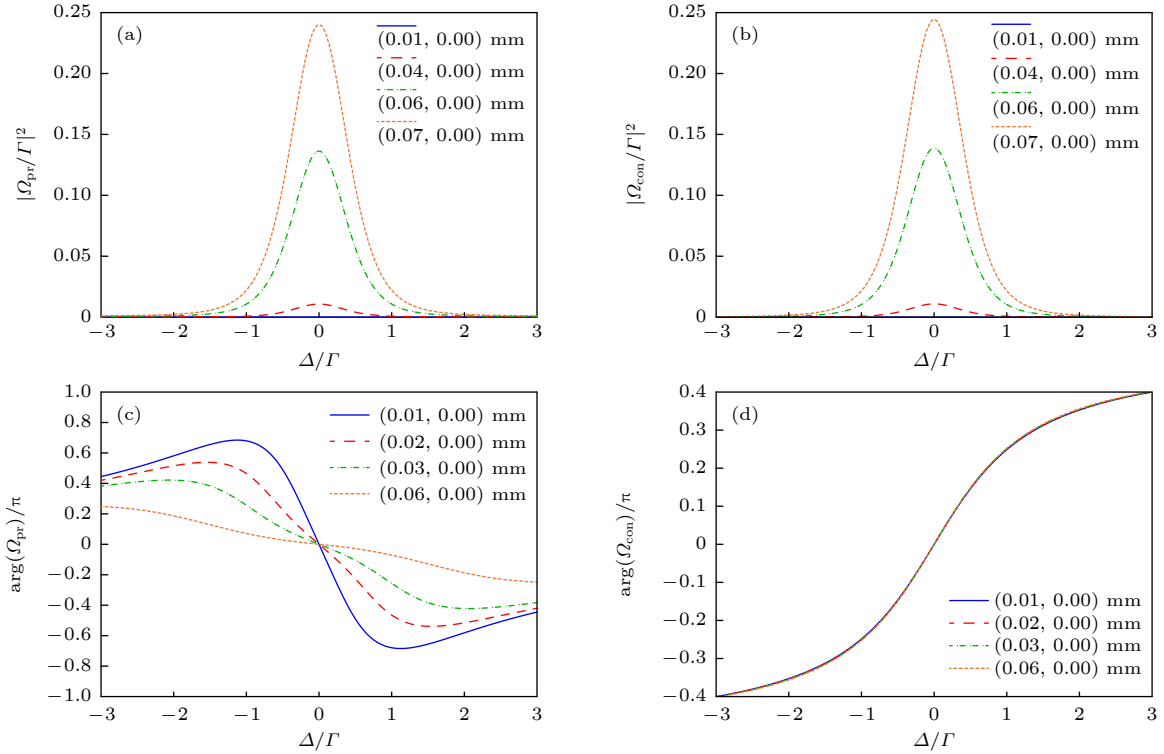 (a)
|Ωpr/Γ|²
0.25
0.20
0.15
0.10
0.05
0
(0.01, 0.00) mm
(0.04, 0.00) mm
(0.06, 0.00) mm
(0.07, 0.00) mm
−3 −2 −1 0 1 2 3
Δ/Γ
(b)
|Ωcon/Γ|²
0.25
0.20
0.15
0.10
0.05
0
(0.01, 0.00) mm
(0.04, 0.00) mm
(0.06, 0.00) mm
(0.07, 0.00) mm
−3 −2 −1 0 1 2 3
Δ/Γ
(c)
arg(Ωpr)/π
1.0
0.8
0.6
0.4
0.2
0
−0.2
−0.4
−0.6
−0.8
−1.0
(0.01, 0.00) mm
(0.02, 0.00) mm
(0.03, 0.00) mm
(0.06, 0.00) mm
−3 −2 −1 0 1 2 3
Δ/Γ
(d)
arg(Ωcon)/π
0.4
0.3
0.2
0.1
0
−0.1
−0.2
−0.3
−0.4
(0.01, 0.00) mm
(0.02, 0.00) mm
(0.03, 0.00) mm
(0.06, 0.00) mm
−3 −2 −1 0 1 2 3
Δ/Γ